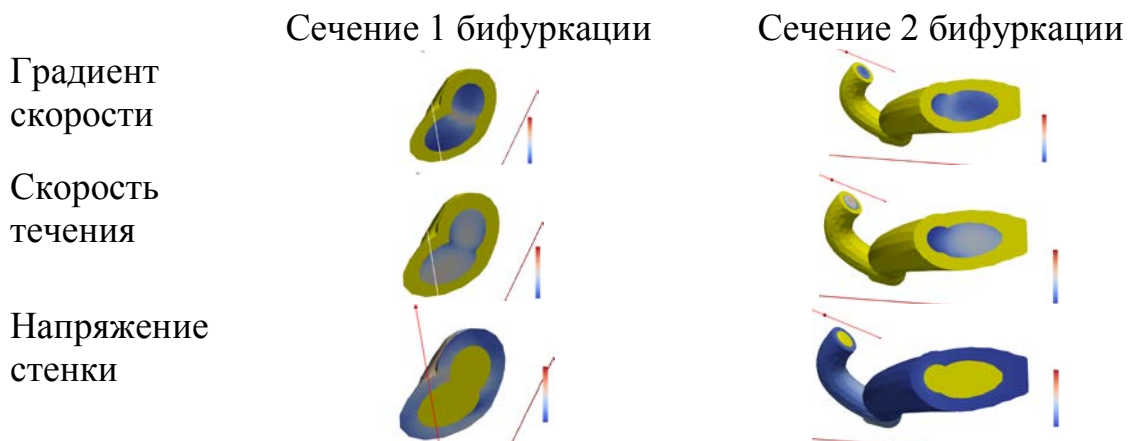 Сечение 1 бифуркации Сечение 2 бифуркации
Градиент
скорости
Скорость
течения
Напряжение
стенки